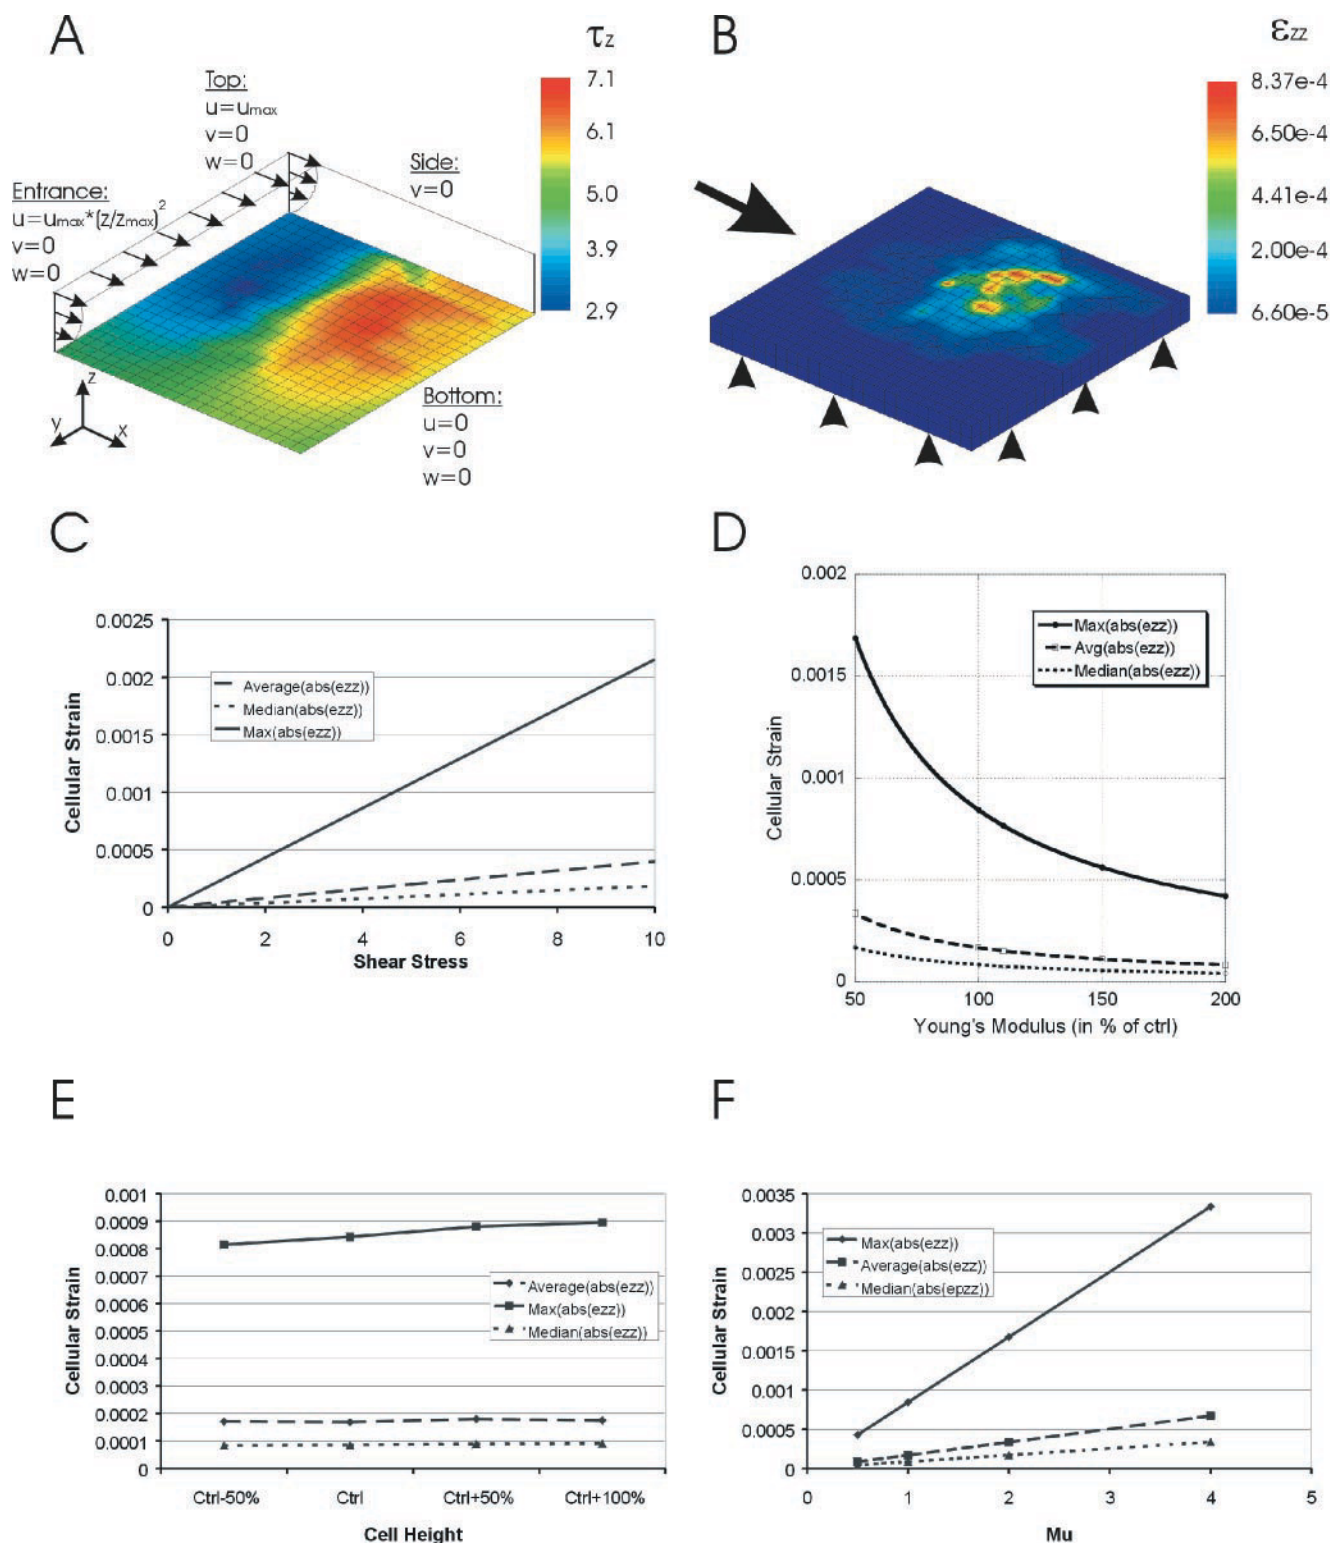 A
τz
Top:
u=umax
v=0
w=0
Side:
v=0
Entrance:
u=umax*(z/zmax)²
v=0
w=0
7.1
6.1
5.0
3.9
2.9
z
y
x
Bottom:
u=0
v=0
w=0
B
εzz
8.37e-4
6.50e-4
4.41e-4
2.00e-4
6.60e-5
C
Cellular Strain
0.0025
0.002
0.0015
0.001
0.0005
0
Average(abs(ezz))
Median(abs(ezz))
Max(abs(ezz))
0 2 4 6 8 10
Shear Stress
D
Cellular Strain
0.002
0.0015
0.001
0.0005
0
Max(abs(ezz))
Avg(abs(ezz))
Median(abs(ezz))
50 100 150 200
Young's Modulus (in % of ctrl)
E
Cellular Strain
0.001
0.0009
0.0008
0.0007
0.0006
0.0005
0.0004
0.0003
0.0002
0.0001
0
Average(abs(ezz))
Max(abs(ezz))
Median(abs(ezz))
Ctrl-50% Ctrl Ctrl+50% Ctrl+100%
Cell Height
F
Cellular Strain
0.0035
0.003
0.0025
0.002
0.0015
0.001
0.0005
0
Max(abs(ezz))
Average(abs(ezz))
Median(abs(epzz))
0 1 2 3 4 5
Mu